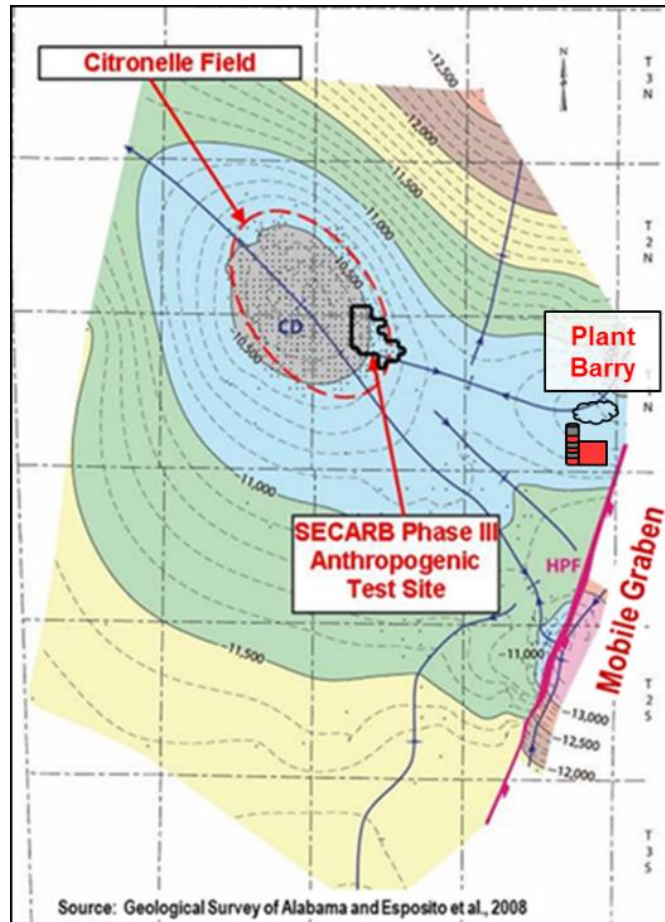 Citronelle Field
-12,500
-12,000
-11,500
-11,000
N
T
3
N
T
2
N
10,500
CD
10,500
Plant
Barry
N
-11,000
SECARB Phase III
Anthropogenic
Test Site
HPF
Mobile Graben
-11,000
-11,500
-13,000
-12,500
-12,000
T
2
S
T
3
S
Source: Geological Survey of Alabama and Esposito et al., 2008